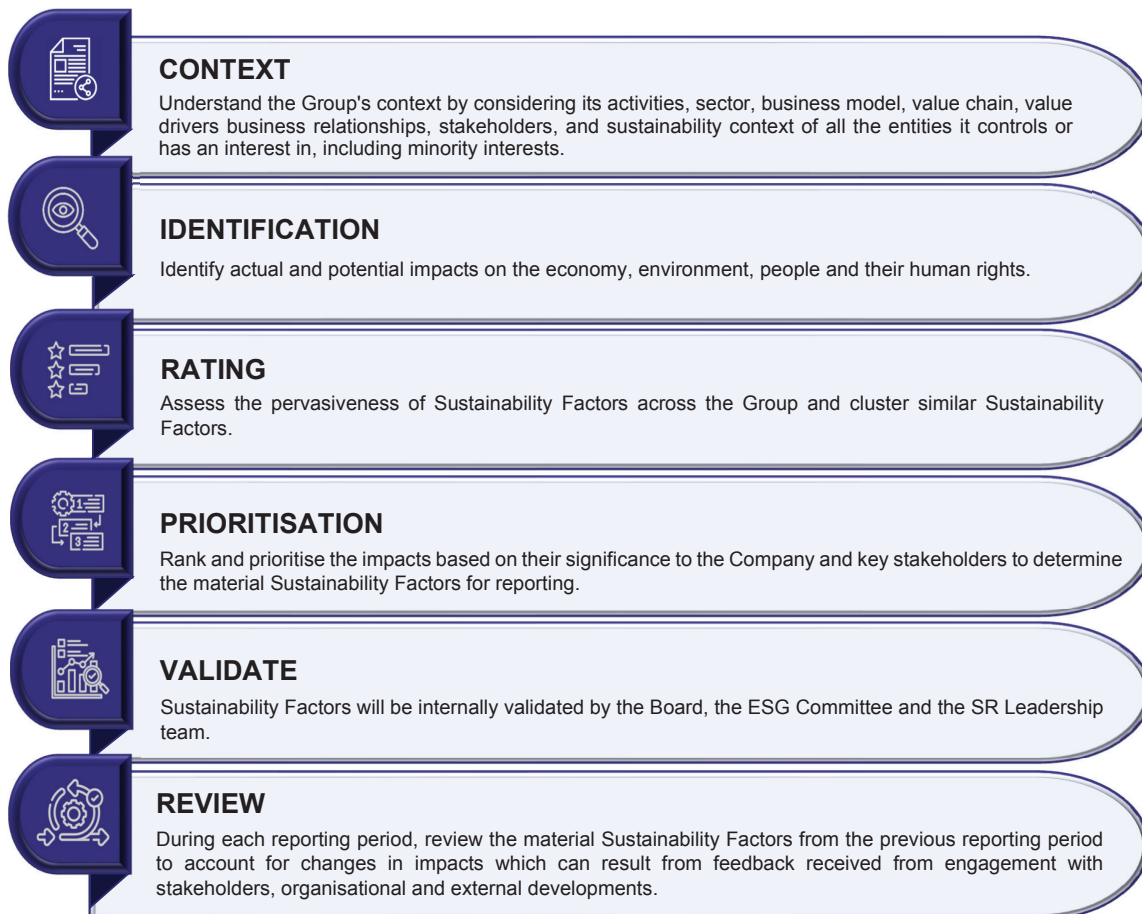 CONTEXT
Understand the Group's context by considering its activities, sector, business model, value chain, value
drivers business relationships, stakeholders, and sustainability context of all the entities it controls or
has an interest in, including minority interests.
IDENTIFICATION
Identify actual and potential impacts on the economy, environment, people and their human rights.
RATING
Assess the pervasiveness of Sustainability Factors across the Group and cluster similar Sustainability
Factors.
1
2
3
PRIORITISATION
Rank and prioritise the impacts based on their significance to the Company and key stakeholders to determine
the material Sustainability Factors for reporting.
VALIDATE
Sustainability Factors will be internally validated by the Board, the ESG Committee and the SR Leadership
team.
REVIEW
During each reporting period, review the material Sustainability Factors from the previous reporting period
to account for changes in impacts which can result from feedback received from engagement with
stakeholders, organisational and external developments.